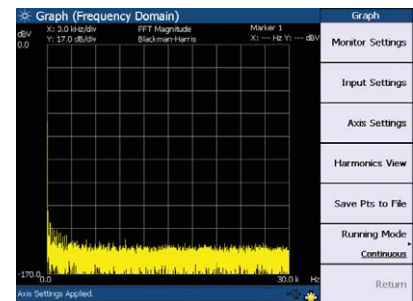 Graph (Frequency Domain)
Graph
dBV
0.0
X: 3.0 kHz/div
Y: 17.0 dB/div
FFT Magnitude
Blackman-Harris
Marker 1
X: --- Hz Y: --- dBV
Monitor Settings
Input Settings
Axis Settings
Harmonics View
Save Pts to File
Running Mode
Continuous
Return
-170.0
0.0
30.0 k Hz
Axis Settings Applied.